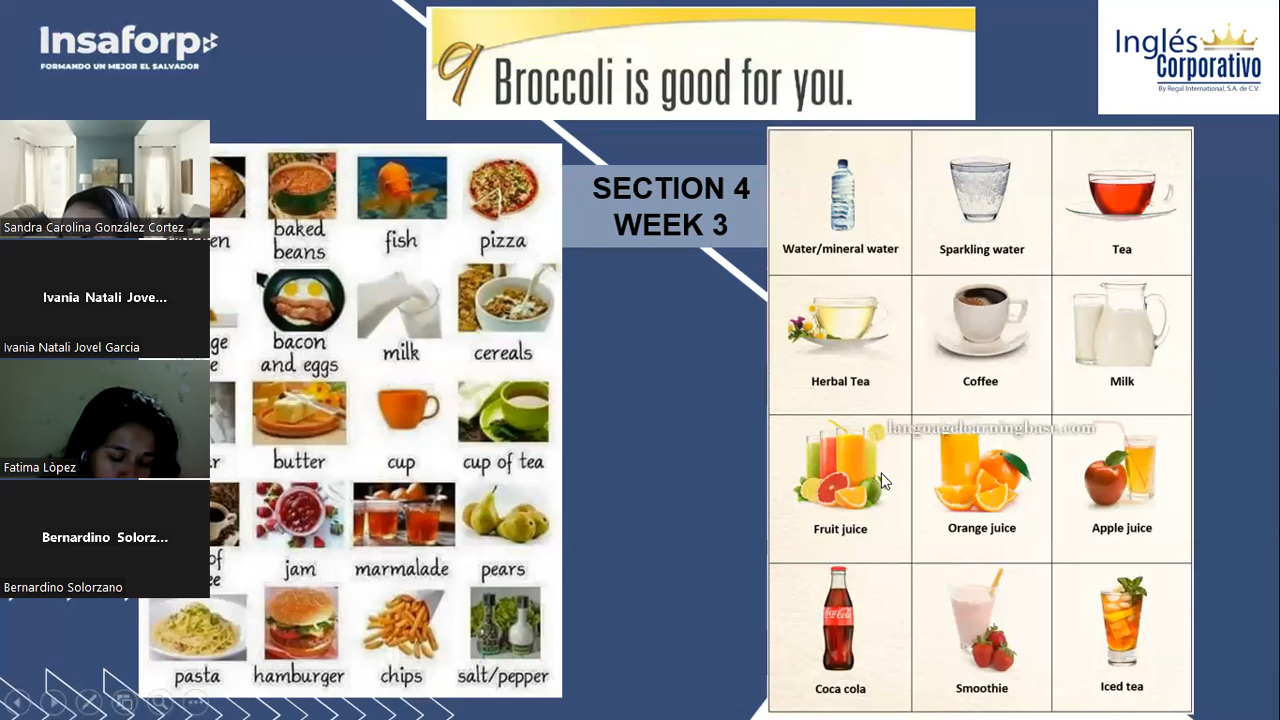 Insaforp
FORMANDO UN MEJOR EL SALVADOR
9 Broccoli is good for you.
Inglés
Corporativo
By Regal International, S.A. de C.V.
SECTION 4
WEEK 3
Sandra Carolina González Cortez
Ivania Natali Jove...
Ivania Natali Jovel Garcia
Fatima Lòpez
Bernardino Solorz...
Bernardino Solorzano
baked
beans
fish
pizza
bacon
and eggs
milk
cereals
butter
cup
cup of tea
jam
marmalade
pears
pasta
hamburger
chips
salt/pepper
Water/mineral water
Sparkling water
Tea
Herbal Tea
Coffee
Milk
languagelearningbase.com
Fruit juice
Orange juice
Apple juice
Coca-Cola
Coca cola
Smoothie
Iced tea